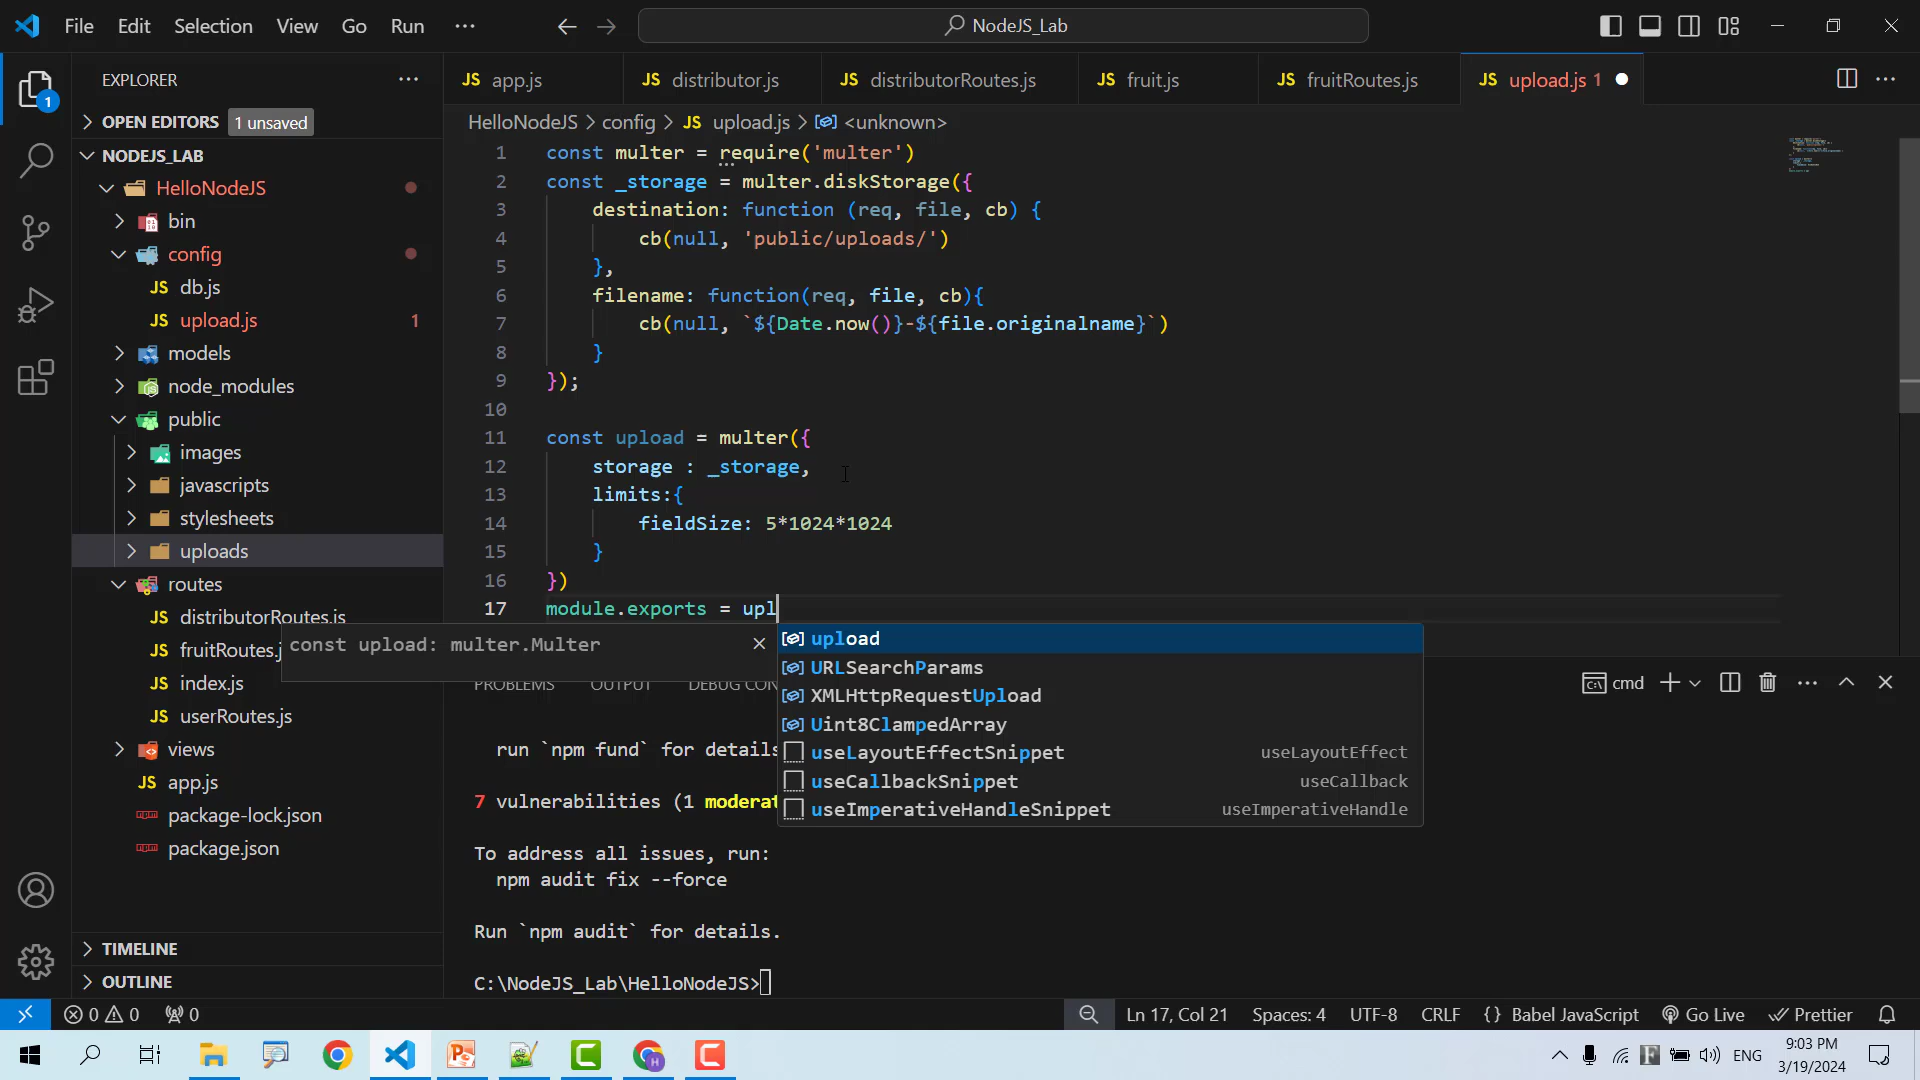 File Edit Selection View Go Run ... NodeJS_Lab
EXPLORER
OPEN EDITORS 1 unsaved
NODEJS_LAB
HelloNodeJS
bin
config
JS db.js
JS upload.js 1
models
node_modules
public
images
javascripts
stylesheets
uploads
routes
JS distributorRoutes.js
JS fruitRoutes.j
JS index.js
JS userRoutes.js
views
JS app.js
package-lock.json
package.json
TIMELINE
OUTLINE
1
JS app.js JS distributor.js JS distributorRoutes.js JS fruit.js JS fruitRoutes.js JS upload.js 1
HelloNodeJS > config > JS upload.js > <unknown>
1 const multer = require('multer')
2 const _storage = multer.diskStorage({
3 destination: function (req, file, cb) {
4 cb(null, 'public/uploads/')
5 },
6 filename: function(req, file, cb){
7 cb(null, `${Date.now()}-${file.originalname}`)
8 }
9 });
10
11 const upload = multer({
12 storage : _storage,
13 limits:{
14 fieldSize: 5*1024*1024
15 }
16 })
17 module.exports = upl
const upload: multer.Multer
upload
URLSearchParams
XMLHttpRequestUpload
Uint8ClampedArray
useLayoutEffectSnippet useLayoutEffect
useCallbackSnippet useCallback
useImperativeHandleSnippet useImperativeHandle
PROBLEMS OUTPUT DEBUG CON cmd
run `npm fund` for details
7 vulnerabilities (1 moderat
To address all issues, run:
npm audit fix --force
Run `npm audit` for details.
C:\NodeJS_Lab\HelloNodeJS>
0 0 0 Ln 17, Col 21 Spaces: 4 UTF-8 CRLF {} Babel JavaScript Go Live Prettier
ENG 9:03 PM
3/19/2024